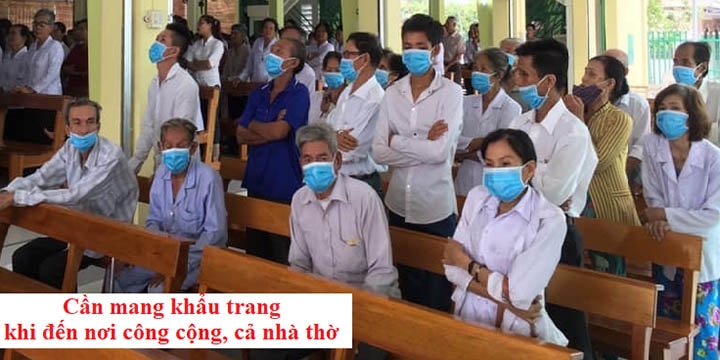 Cần mang khẩu trang
khi đến nơi công cộng, cả nhà thờ